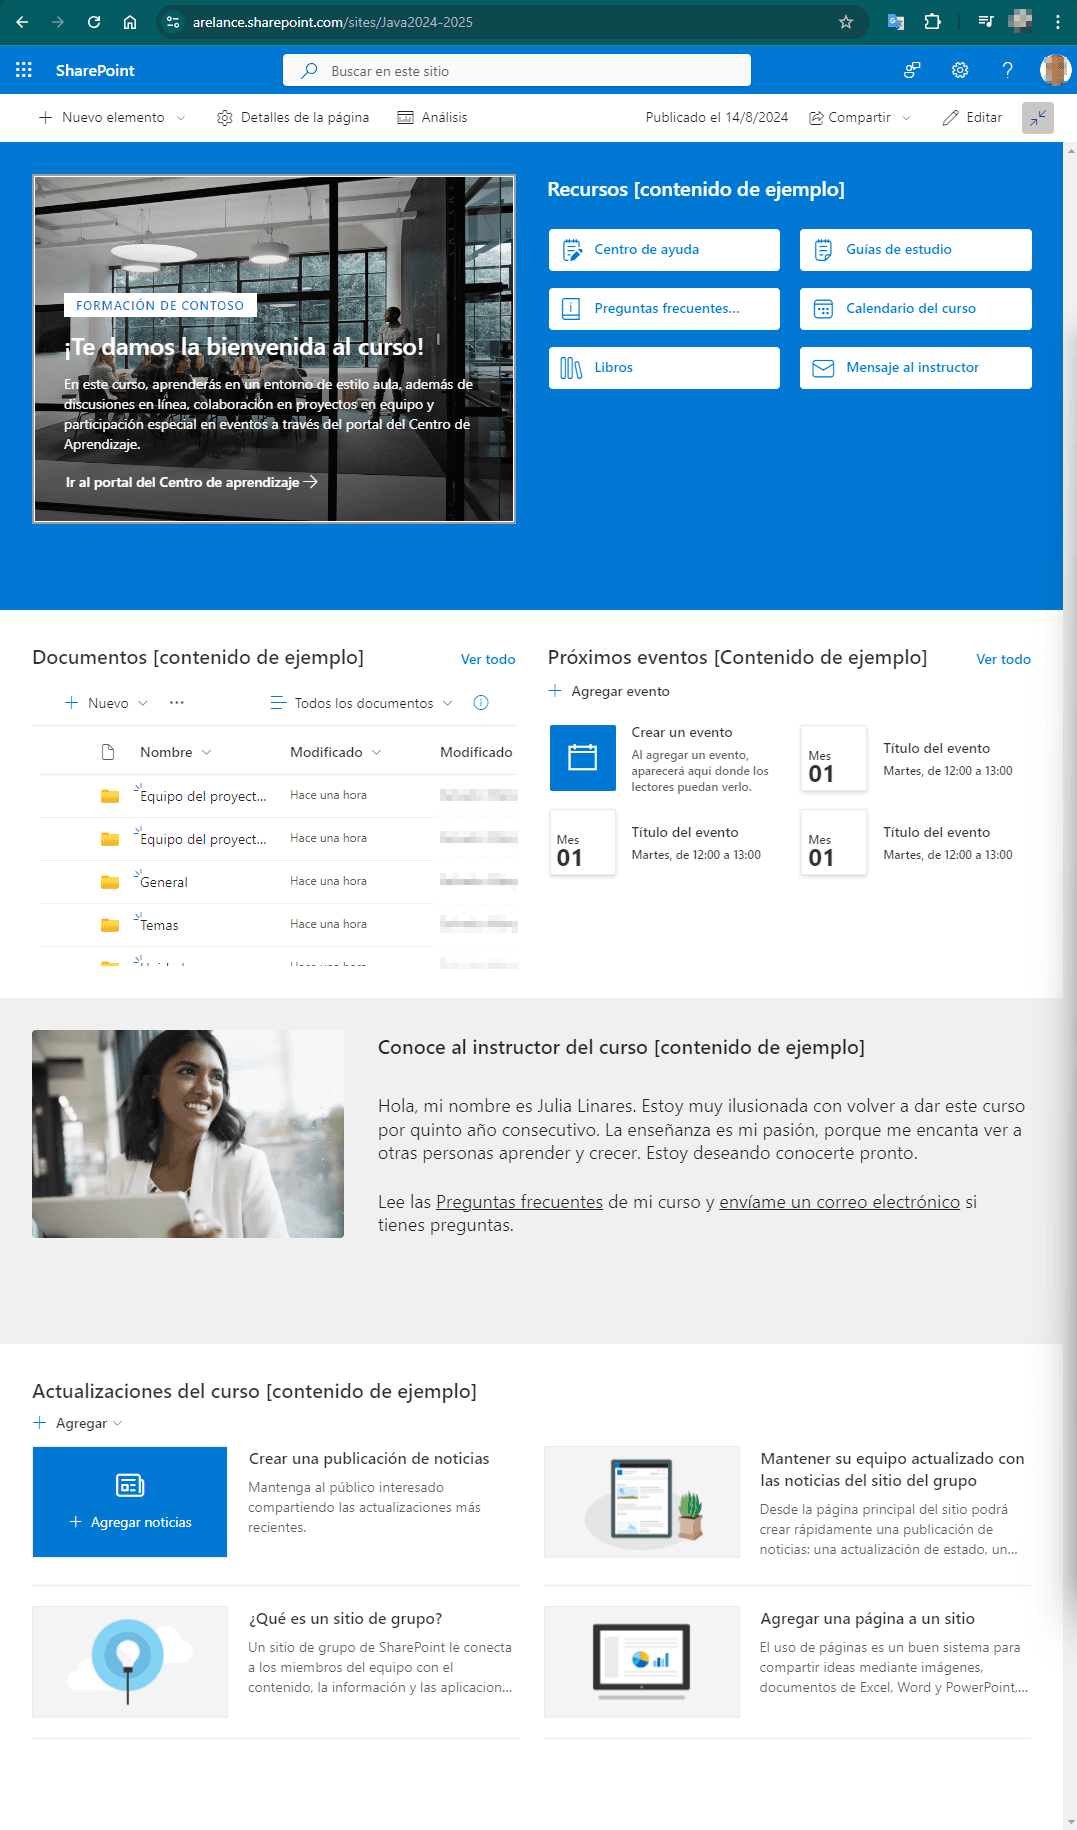 arelance.sharepoint.com/sites/Java2024-2025
SharePoint
Buscar en este sitio
Nuevo elemento
Detalles de la página
Análisis
Publicado el 14/8/2024
Compartir
Editar
FORMACIÓN DE CONTOSO
¡Te damos la bienvenida al curso!
En este curso, aprenderás en un entorno de estilo aula, además de
discusiones en línea, colaboración en proyectos en equipo y
participación especial en eventos a través del portal del Centro de
Aprendizaje.
Ir al portal del Centro de aprendizaje
Recursos [contenido de ejemplo]
Centro de ayuda
Guías de estudio
Preguntas frecuentes...
Calendario del curso
Libros
Mensaje al instructor
Documentos [contenido de ejemplo]
Ver todo
Nuevo
Todos los documentos
Nombre
Modificado
Modificado
Equipo del proyect...
Hace una hora
Equipo del proyect...
Hace una hora
General
Hace una hora
Temas
Hace una hora
Hace una hora
Próximos eventos [Contenido de ejemplo]
Ver todo
Agregar evento
Crear un evento
Al agregar un evento,
aparecerá aquí donde los
lectores puedan verlo.
Mes
01
Título del evento
Martes, de 12:00 a 13:00
Mes
01
Título del evento
Martes, de 12:00 a 13:00
Mes
01
Título del evento
Martes, de 12:00 a 13:00
Conoce al instructor del curso [contenido de ejemplo]
Hola, mi nombre es Julia Linares. Estoy muy ilusionada con volver a dar este curso
por quinto año consecutivo. La enseñanza es mi pasión, porque me encanta ver a
otras personas aprender y crecer. Estoy deseando conocerte pronto.
Lee las Preguntas frecuentes de mi curso y envíame un correo electrónico si
tienes preguntas.
Actualizaciones del curso [contenido de ejemplo]
Agregar
Agregar noticias
Crear una publicación de noticias
Mantenga al público interesado
compartiendo las actualizaciones más
recientes.
Mantener su equipo actualizado con
las noticias del sitio del grupo
Desde la página principal del sitio podrá
crear rápidamente una publicación de
noticias: una actualización de estado, un...
¿Qué es un sitio de grupo?
Un sitio de grupo de SharePoint le conecta
a los miembros del equipo con el
contenido, la información y las aplicacion...
Agregar una página a un sitio
El uso de páginas es un buen sistema para
compartir ideas mediante imágenes,
documentos de Excel, Word y PowerPoint,...